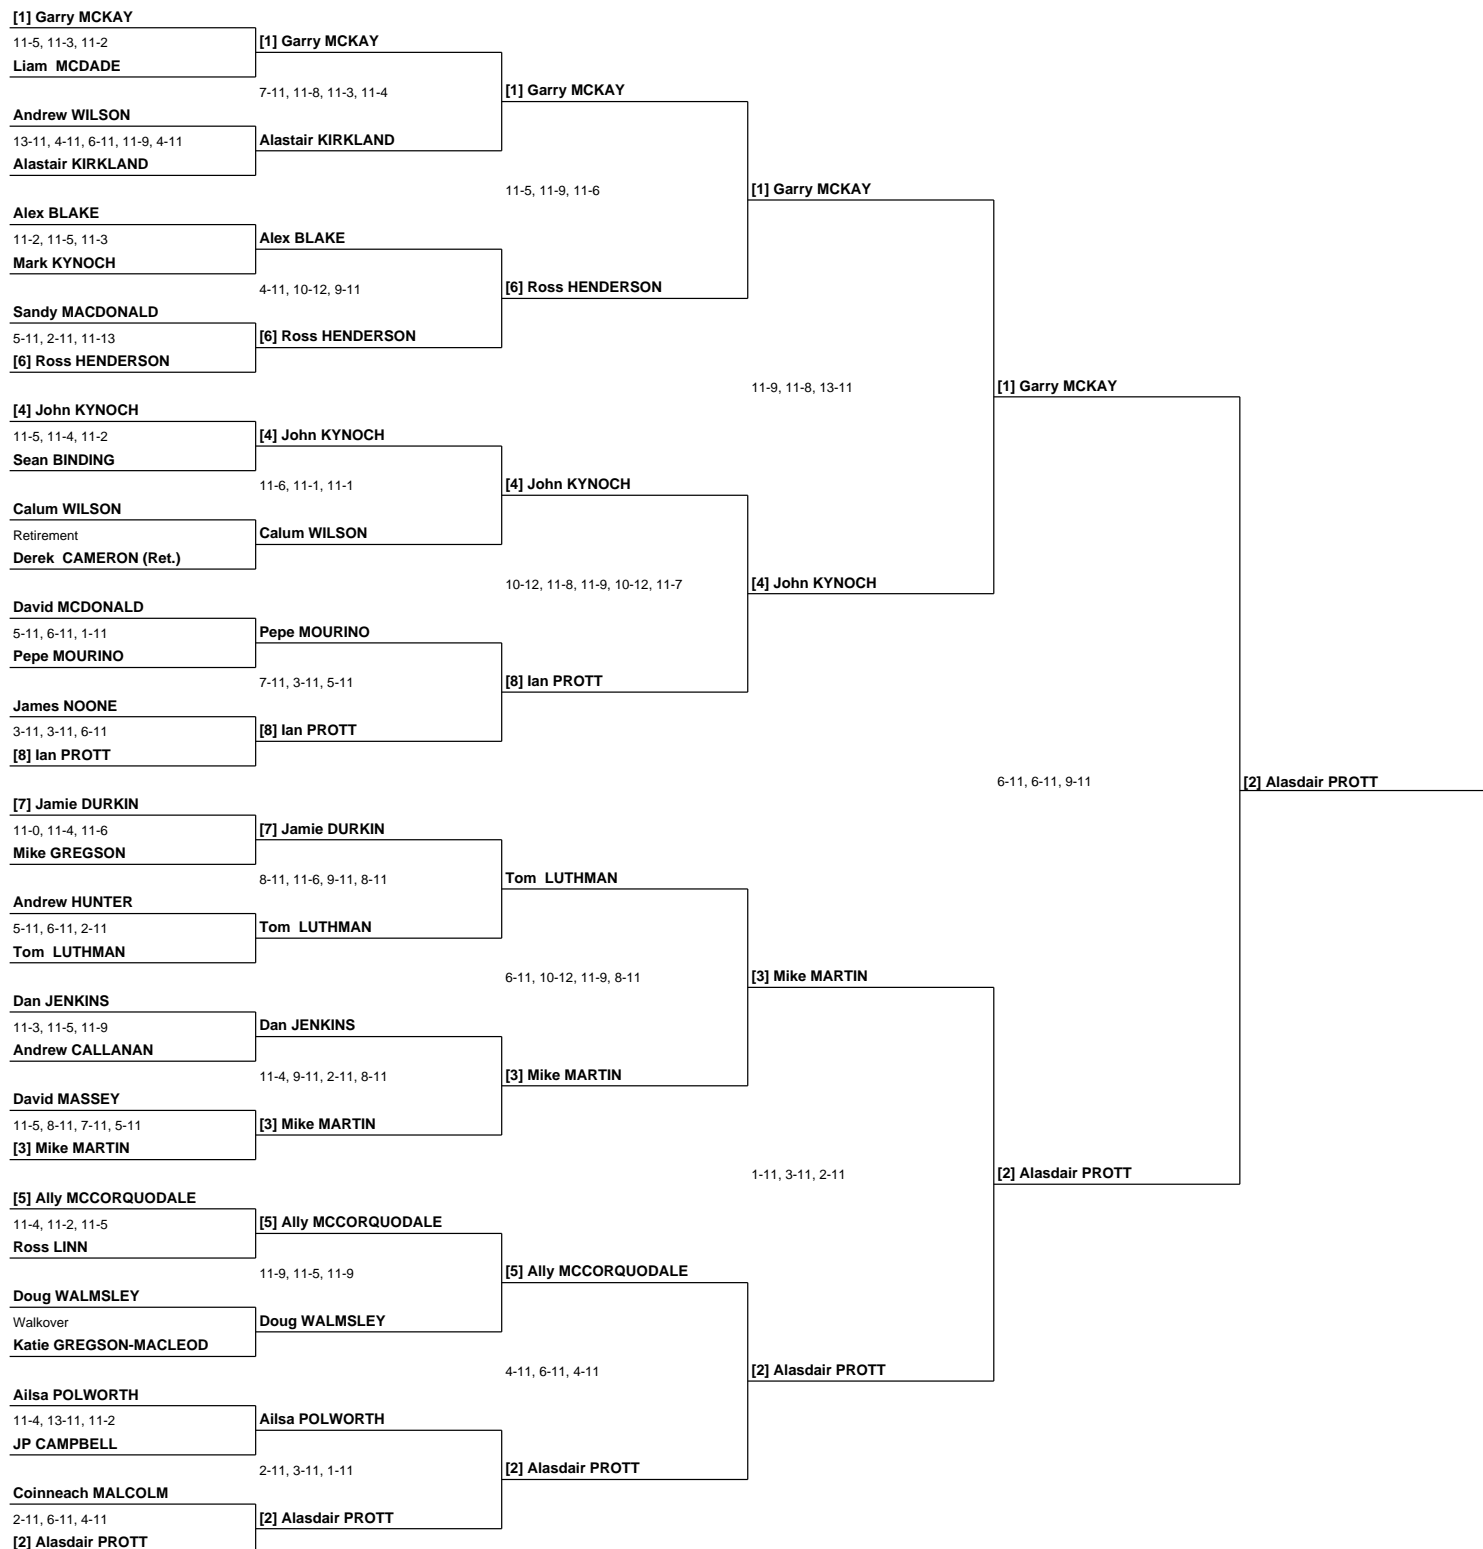 [1] Garry MCKAY
11-5, 11-3, 11-2
[1] Garry MCKAY
Liam  MCDADE
7-11, 11-8, 11-3, 11-4
[1] Garry MCKAY
Andrew WILSON
13-11, 4-11, 6-11, 11-9, 4-11
Alastair KIRKLAND
Alastair KIRKLAND
11-5, 11-9, 11-6
[1] Garry MCKAY
Alex BLAKE
11-2, 11-5, 11-3
Alex BLAKE
Mark KYNOCH
4-11, 10-12, 9-11
[6] Ross HENDERSON
Sandy MACDONALD
5-11, 2-11, 11-13
[6] Ross HENDERSON
[6] Ross HENDERSON
11-9, 11-8, 13-11
[1] Garry MCKAY
[4] John KYNOCH
11-5, 11-4, 11-2
[4] John KYNOCH
Sean BINDING
11-6, 11-1, 11-1
[4] John KYNOCH
Calum WILSON
Retirement
Calum WILSON
Derek  CAMERON (Ret.)
10-12, 11-8, 11-9, 10-12, 11-7
[4] John KYNOCH
David MCDONALD
5-11, 6-11, 1-11
Pepe MOURINO
Pepe MOURINO
7-11, 3-11, 5-11
[8] Ian PROTT
James NOONE
3-11, 3-11, 6-11
[8] Ian PROTT
[8] Ian PROTT
6-11, 6-11, 9-11
[2] Alasdair PROTT
[7] Jamie DURKIN
11-0, 11-4, 11-6
[7] Jamie DURKIN
Mike GREGSON
8-11, 11-6, 9-11, 8-11
Tom  LUTHMAN
Andrew HUNTER
5-11, 6-11, 2-11
Tom  LUTHMAN
Tom  LUTHMAN
6-11, 10-12, 11-9, 8-11
[3] Mike MARTIN
Dan JENKINS
11-3, 11-5, 11-9
Dan JENKINS
Andrew CALLANAN
11-4, 9-11, 2-11, 8-11
[3] Mike MARTIN
David MASSEY
11-5, 8-11, 7-11, 5-11
[3] Mike MARTIN
[3] Mike MARTIN
1-11, 3-11, 2-11
[2] Alasdair PROTT
[5] Ally MCCORQUODALE
11-4, 11-2, 11-5
[5] Ally MCCORQUODALE
Ross LINN
11-9, 11-5, 11-9
[5] Ally MCCORQUODALE
Doug WALMSLEY
Walkover
Doug WALMSLEY
Katie GREGSON-MACLEOD
4-11, 6-11, 4-11
[2] Alasdair PROTT
Ailsa POLWORTH
11-4, 13-11, 11-2
Ailsa POLWORTH
JP CAMPBELL
2-11, 3-11, 1-11
[2] Alasdair PROTT
Coinneach MALCOLM
2-11, 6-11, 4-11
[2] Alasdair PROTT
[2] Alasdair PROTT